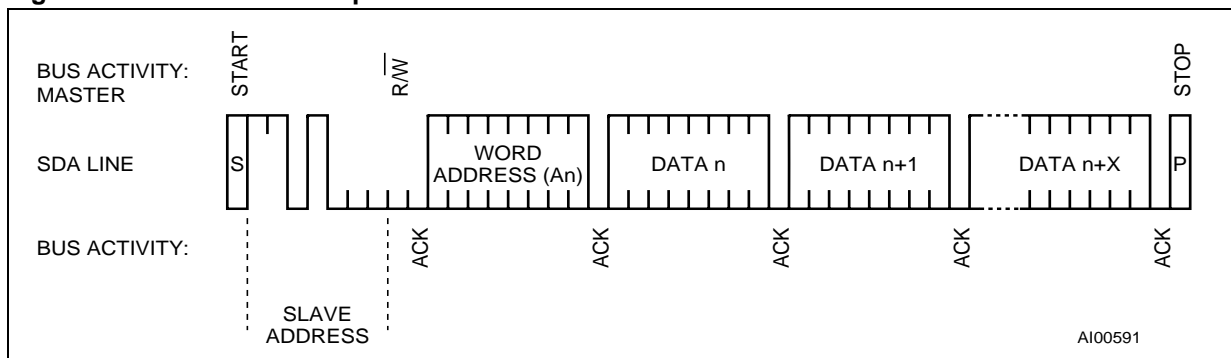 BUS ACTIVITY:
MASTER
START
R/W
STOP
SDA LINE
S
WORD
ADDRESS (An)
DATA n
DATA n+1
DATA n+X
P
BUS ACTIVITY:
ACK
ACK
ACK
ACK
ACK
SLAVE
ADDRESS
AI00591